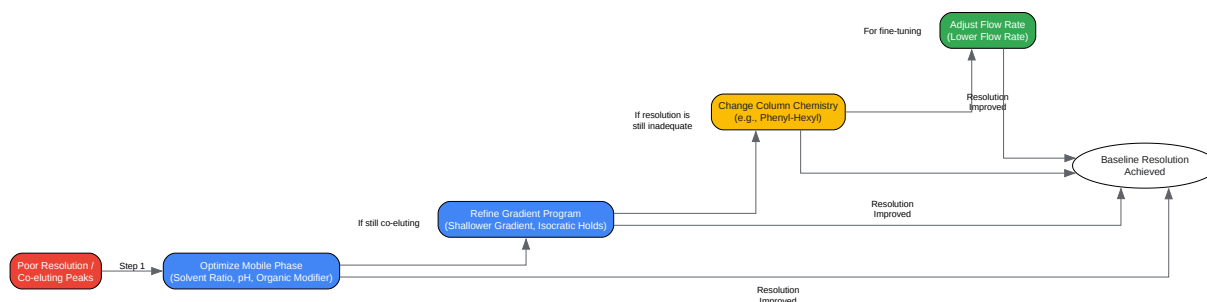 For fine-tuning
Adjust Flow Rate
(Lower Flow Rate)
Resolution
Improved
If resolution is
still inadequate
Change Column Chemistry
(e.g., Phenyl-Hexyl)
Baseline Resolution
Achieved
If still co-eluting
Refine Gradient Program
(Shallower Gradient, Isocratic Holds)
Resolution
Improved
Poor Resolution /
Co-eluting Peaks
Step 1
Optimize Mobile Phase
(Solvent Ratio, pH, Organic Modifier)
Resolution
Improved